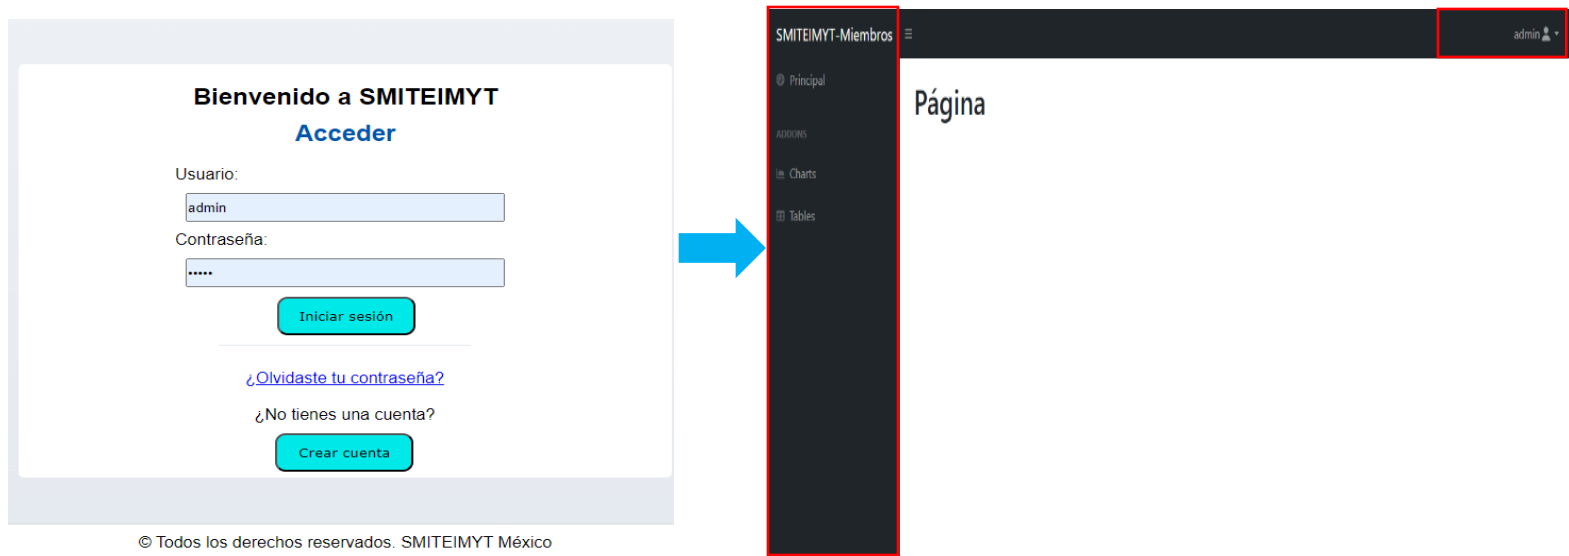 Bienvenido a SMITEIMYT
Acceder
Usuario:
admin
Contraseña:
•••••
Iniciar sesión
¿Olvidaste tu contraseña?
¿No tienes una cuenta?
Crear cuenta
© Todos los derechos reservados. SMITEIMYT México
SMITEIMYT-Miembros
admin
Principal
Página
ADDONS
Charts
Tables